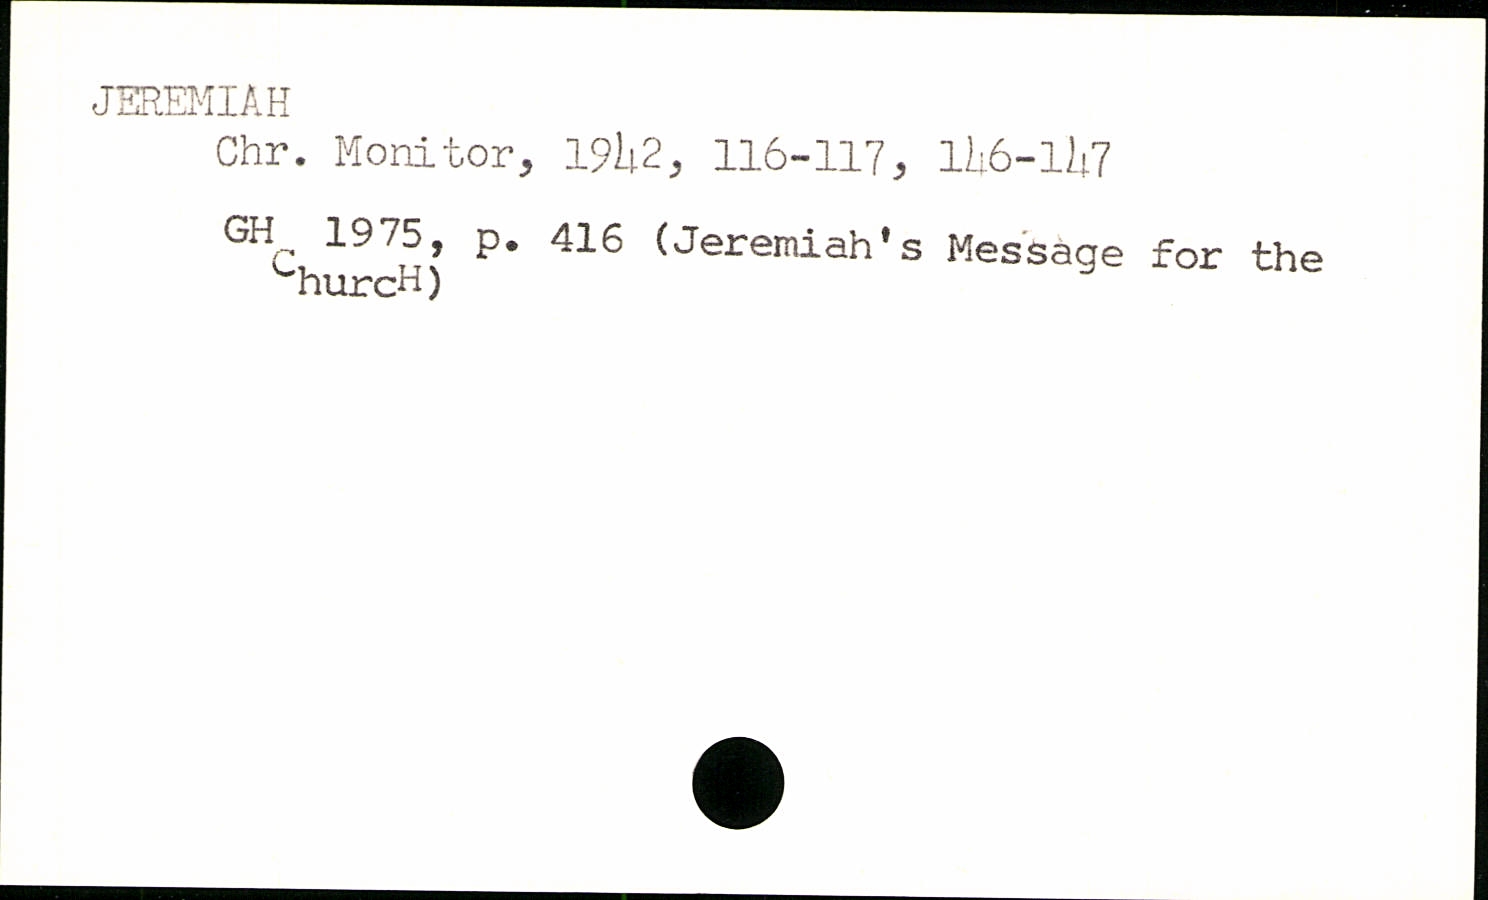 JEREMIAH
Chr. Monitor, 1942, 116-117, 146-147
GH 1975, p. 416 (Jeremiah's Message for the
ChurcH)